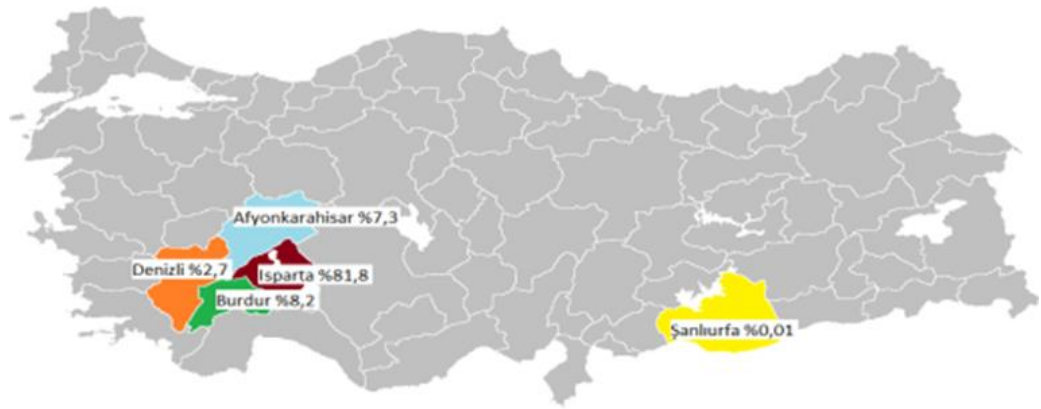 Afyonkarahisar %7,3
Denizli %2,7
Isparta %81,8
Burdur %8,2
Şanlıurfa %0,01